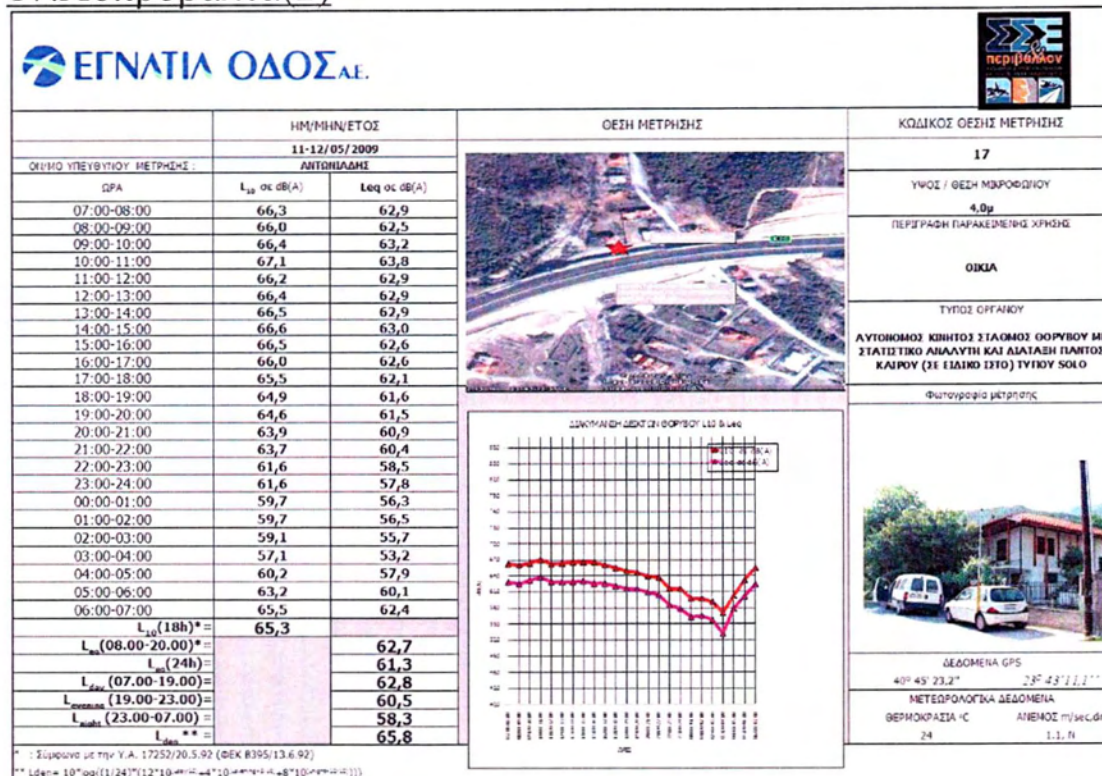 ΕΓΝΑΤΙΑ ΟΔΟΣ Α.Ε.
ΣΣΕ
&
περιβάλλον
ΗΜ/ΜΗΝ/ΕΤΟΣ
11-12/05/2009
ΟΝ/ΜΟ ΥΠΕΥΘΥΝΟΥ ΜΕΤΡΗΣΗΣ :
ΑΝΤΩΝΙΑΔΗΣ
ΩΡΑ L10 σε dB(A) Leq σε dB(A)
07:00-08:00 66,3 62,9
08:00-09:00 66,0 62,5
09:00-10:00 66,4 63,2
10:00-11:00 67,1 63,8
11:00-12:00 66,2 62,9
12:00-13:00 66,4 62,9
13:00-14:00 66,5 62,9
14:00-15:00 66,6 63,0
15:00-16:00 66,5 62,6
16:00-17:00 66,0 62,6
17:00-18:00 65,5 62,1
18:00-19:00 64,9 61,6
19:00-20:00 64,6 61,5
20:00-21:00 63,9 60,9
21:00-22:00 63,7 60,4
22:00-23:00 61,6 58,5
23:00-24:00 61,6 57,8
00:00-01:00 59,7 56,3
01:00-02:00 59,7 56,5
02:00-03:00 59,1 55,7
03:00-04:00 57,1 53,2
04:00-05:00 60,2 57,9
05:00-06:00 63,2 60,1
06:00-07:00 65,5 62,4
L10(18h)*= 65,3
Leq(08.00-20.00)*= 62,7
Leq(24h)= 61,3
Lday (07.00-19.00)= 62,8
Levening (19.00-23.00)= 60,5
Lnight (23.00-07.00)= 58,3
Lden **= 65,8
* : Σύμφωνα με την Υ.Α. 17252/20.5.92 (ΦΕΚ Β395/13.6.92)
ΘΕΣΗ ΜΕΤΡΗΣΗΣ
ΔΙΑΚΥΜΑΝΣΗ ΔΕΙΚΤΩΝ ΘΟΡΥΒΟΥ L10 & Leq
ΚΩΔΙΚΟΣ ΘΕΣΗΣ ΜΕΤΡΗΣΗΣ
17
ΥΨΟΣ / ΘΕΣΗ ΜΙΚΡΟΦΩΝΟΥ
4,0μ
ΠΕΡΙΓΡΑΦΗ ΠΑΡΑΚΕΙΜΕΝΗΣ ΧΡΗΣΗΣ
ΟΙΚΙΑ
ΤΥΠΟΣ ΟΡΓΑΝΟΥ
ΑΥΤΟΝΟΜΟΣ ΚΙΝΗΤΟΣ ΣΤΑΘΜΟΣ ΘΟΡΥΒΟΥ ΜΕ
ΣΤΑΤΙΣΤΙΚΟ ΑΝΑΛΥΤΗ ΚΑΙ ΔΙΑΤΑΞΗ ΠΑΝΤΟΣ
ΚΑΙΡΟΥ (ΣΕ ΕΙΔΙΚΟ ΙΣΤΟ) ΤΥΠΟΥ SOLO
Φωτογραφία μέτρησης
ΔΕΔΟΜΕΝΑ GPS
40° 45' 23,2" 23° 43'11,1"
ΜΕΤΕΩΡΟΛΟΓΙΚΑ ΔΕΔΟΜΕΝΑ
ΘΕΡΜΟΚΡΑΣΙΑ °C ΑΝΕΜΟΣ m/sec,dir
24 1.1, N